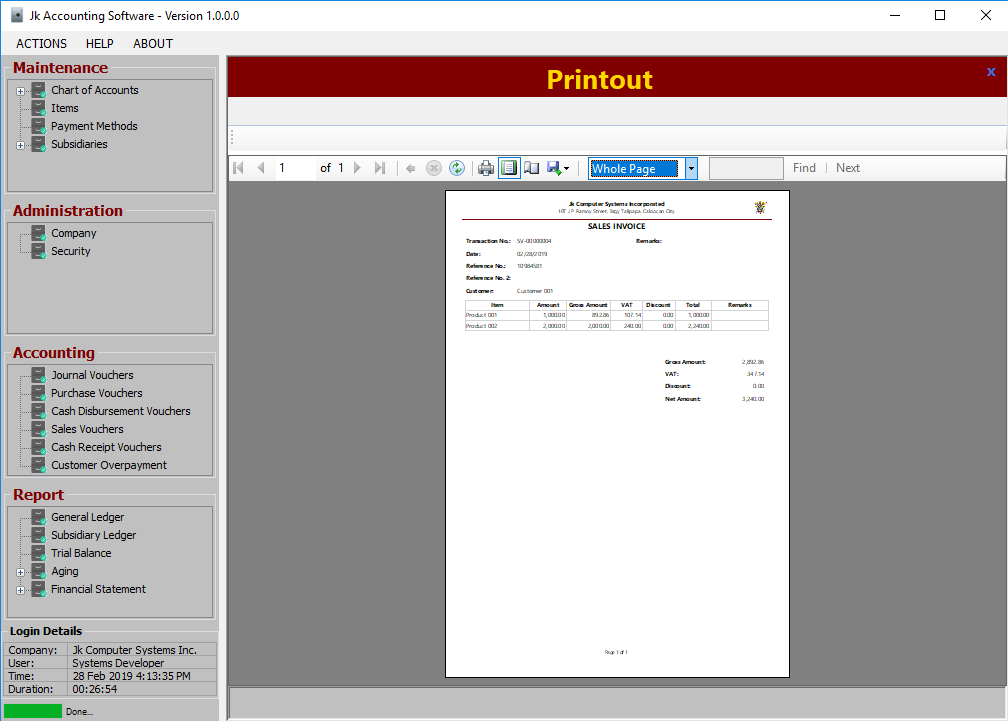 Jk Accounting Software - Version 1.0.0.0
ACTIONS HELP ABOUT
Maintenance
Chart of Accounts
Items
Payment Methods
Subsidiaries
Administration
Company
Security
Accounting
Journal Vouchers
Purchase Vouchers
Cash Disbursement Vouchers
Sales Vouchers
Cash Receipt Vouchers
Customer Overpayment
Report
General Ledger
Subsidiary Ledger
Trial Balance
Aging
Financial Statement
Login Details
Company: Jk Computer Systems Inc.
User: Systems Developer
Time: 28 Feb 2019 4:13:35 PM
Duration: 00:26:54
Done...
Printout
x
1 of 1 Whole Page Find | Next
Jk Computer Systems Incorporated
107 J.P. Ramoy Street, Brgy Talipapa, Caloocan City
SALES INVOICE
Transaction No.: SV-00000004 Remarks:
Date: 02/28/2019
Reference No.: 10984581
Reference No. 2:
Customer: Customer 001
Item Amount Gross Amount VAT Discount Total Remarks
Product 001 1,000.00 892.86 107.14 0.00 1,000.00
Product 002 2,000.00 2,000.00 240.00 0.00 2,240.00
Gross Amount: 2,892.86
VAT: 347.14
Discount: 0.00
Net Amount: 3,240.00
Page 1 of 1